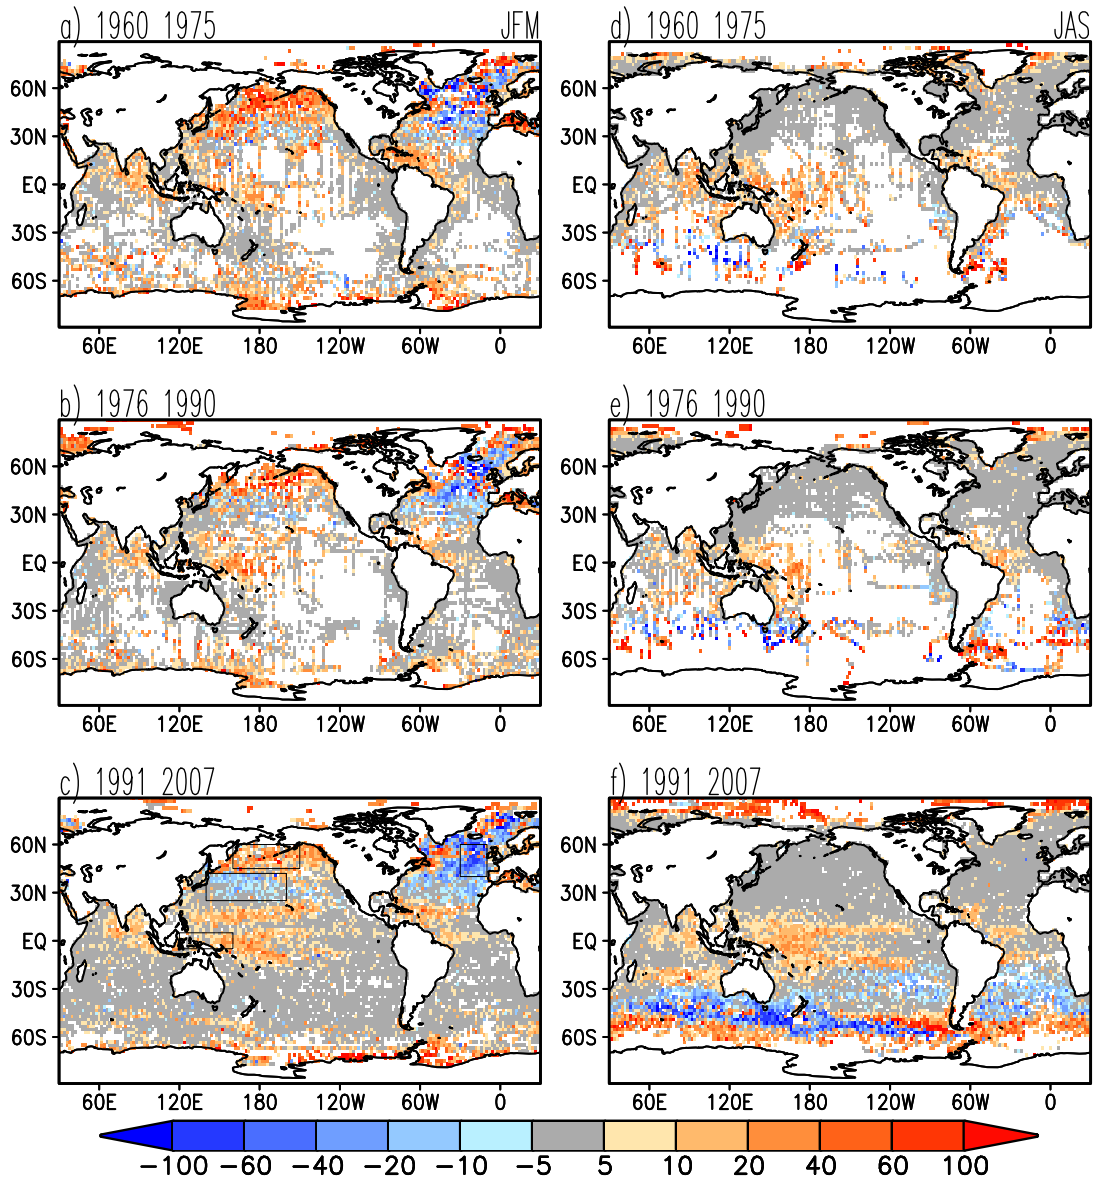 a) 1960 1975 JFM
d) 1960 1975 JAS
60N
30N
EQ
30S
60S
60E 120E 180 120W 60W 0
60N
30N
EQ
30S
60S
60E 120E 180 120W 60W 0
b) 1976 1990
e) 1976 1990
60N
30N
EQ
30S
60S
60E 120E 180 120W 60W 0
60N
30N
EQ
30S
60S
60E 120E 180 120W 60W 0
c) 1991 2007
f) 1991 2007
60N
30N
EQ
30S
60S
60E 120E 180 120W 60W 0
60N
30N
EQ
30S
60S
60E 120E 180 120W 60W 0
−100 −60 −40 −20 −10 −5 5 10 20 40 60 100